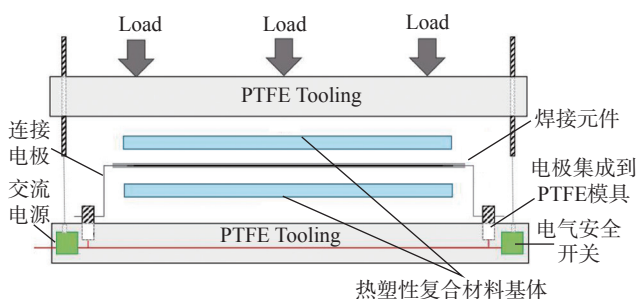 Load Load Load
PTFE Tooling
连接
电极
焊接元件
交流
电源
电极集成到
PTFE模具
PTFE Tooling
电气安全
开关
热塑性复合材料基体